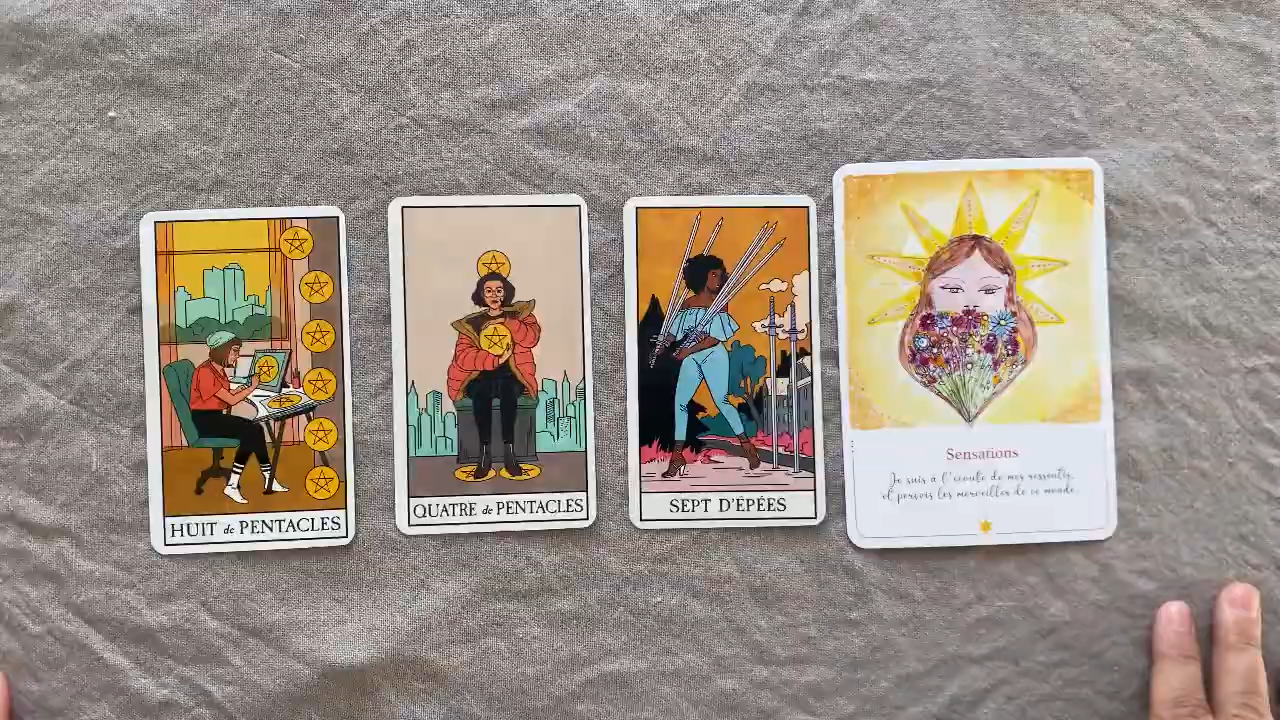 HUIT de PENTACLES
QUATRE de PENTACLES
SEPT D'ÉPÉES
Sensations
Je suis à l'écoute de mes ressentis,
et perçois les merveilles de ce monde.